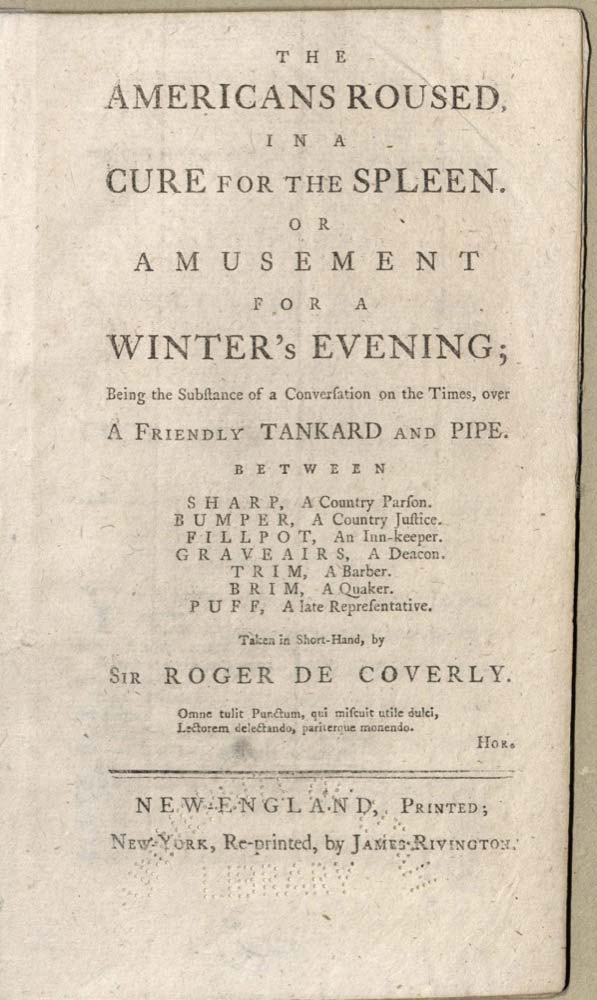 THE
AMERICANS ROUSED,
IN A
CURE FOR THE SPLEEN.
OR
AMUSEMENT
FOR A
WINTER's EVENING;
Being the Subſtance of a Converſation on the Times, over
A FRIENDLY TANKARD AND PIPE.
BETWEEN
SHARP, A Country Parſon.
BUMPER, A Country Juſtice.
FILLPOT, An Inn-keeper.
GRAVEAIRS, A Deacon.
TRIM, A Barber.
BRIM, A Quaker.
PUFF, A late Repreſentative.
Taken in Short-Hand, by
SIR ROGER DE COVERLY.
Omne tulit Punctum, qui miſcuit utile dulci,
Lectorem delectando, pariterque monendo.
HOR.
NEW-ENGLAND, PRINTED;
NEW-YORK, Re-printed, by JAMES RIVINGTON.
LIBRARY